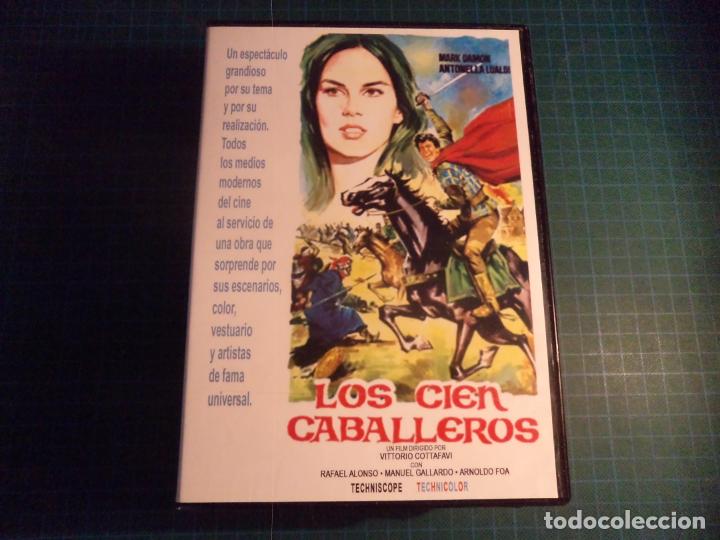 Un espectáculo
grandioso
por su tema
y por su
realización.
Todos
los medios
modernos
del cine
al servicio de
una obra que
sorprende por
sus escenarios,
color,
vestuario
y artistas
de fama
universal.
MARK DAMON
ANTONELLA LUALDI
LOS CIEN
CABALLEROS
UN FILM DIRIGIDO POR
VITTORIO COTTAFAVI
CON
RAFAEL ALONSO • MANUEL GALLARDO • ARNOLDO FOA
TECHNISCOPE TECHNICOLOR
todocoleccion.net